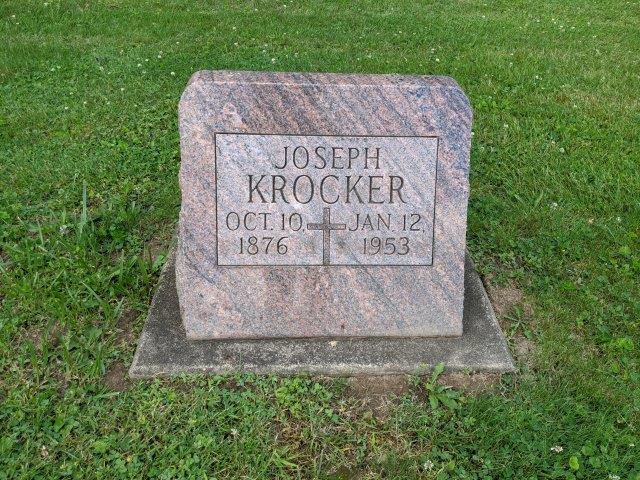 JOSEPH
KROCKER
OCT. 10, JAN. 12,
1876 1953